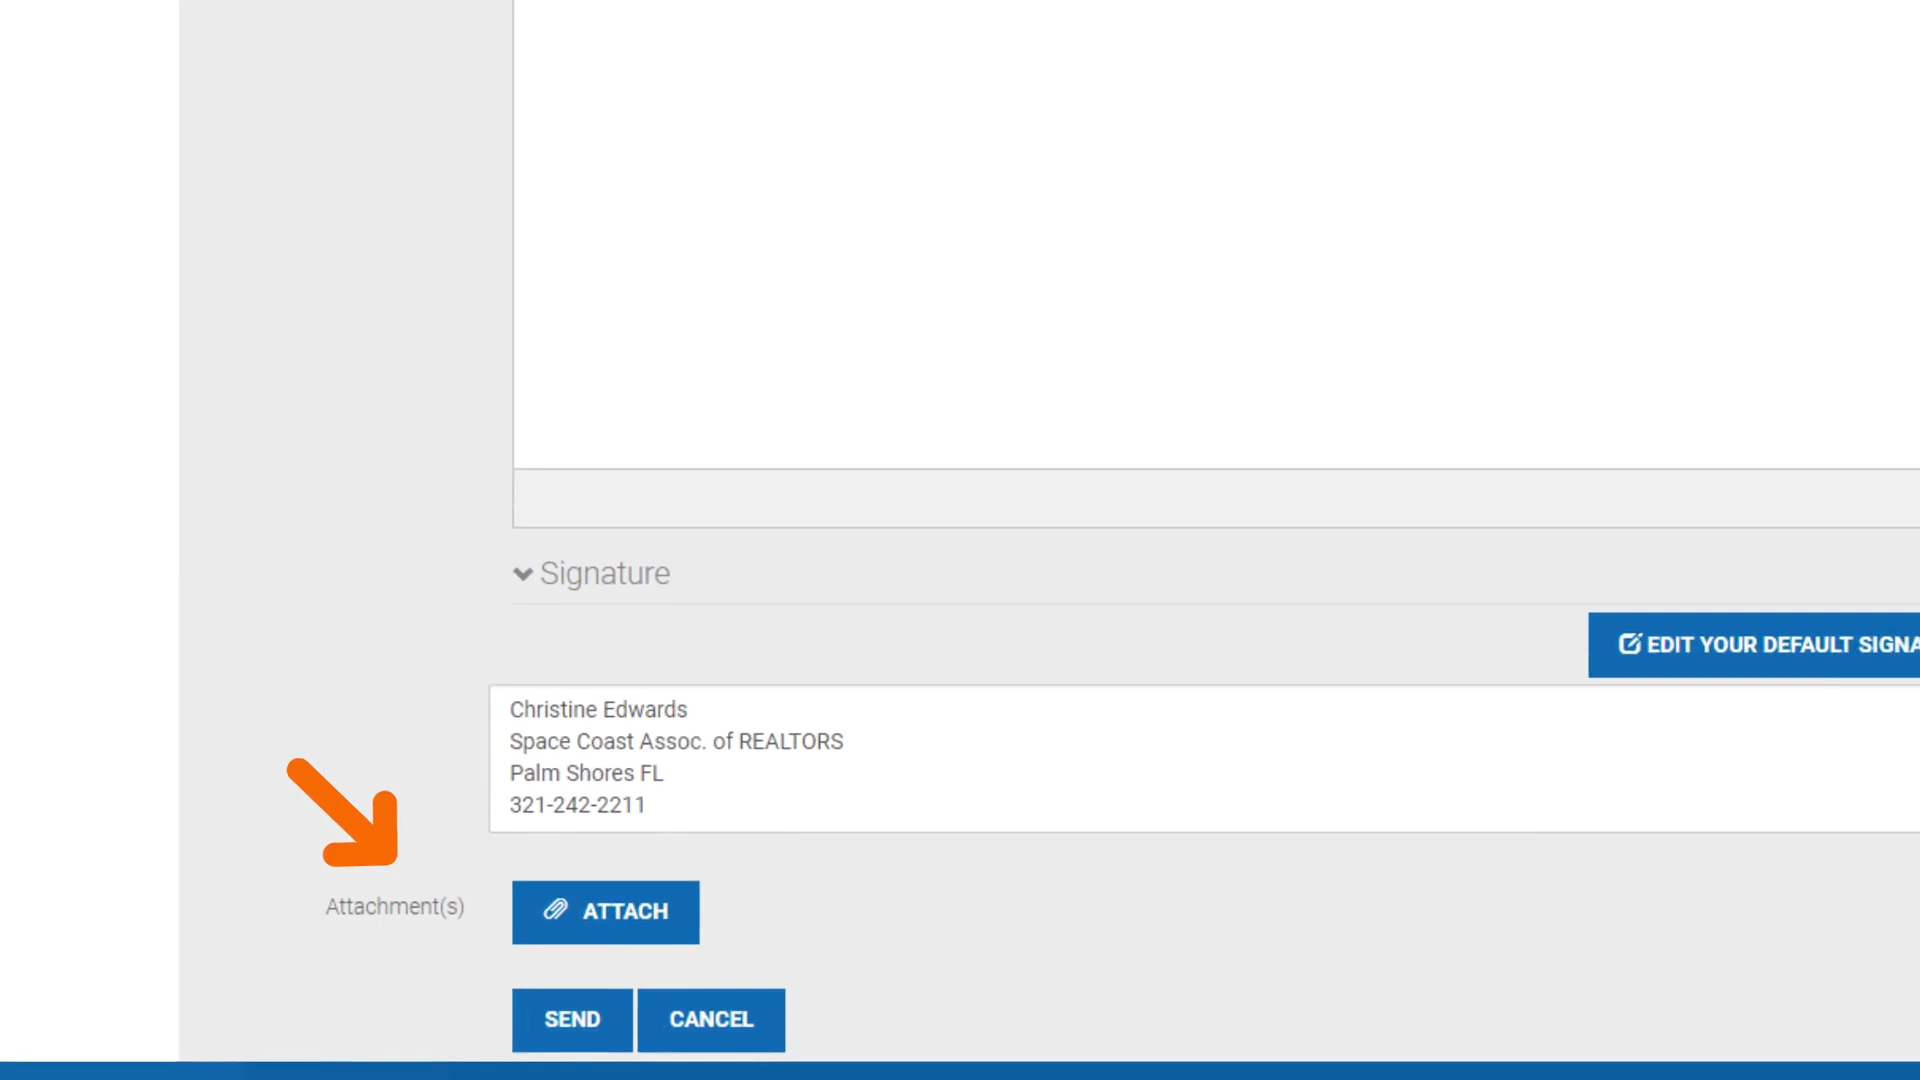 Signature
EDIT YOUR DEFAULT
Christine Edwards
Space Coast Assoc. of REALTORS
Palm Shores FL
321-242-2211
Attachment(s)
ATTACH
SEND
CANCEL